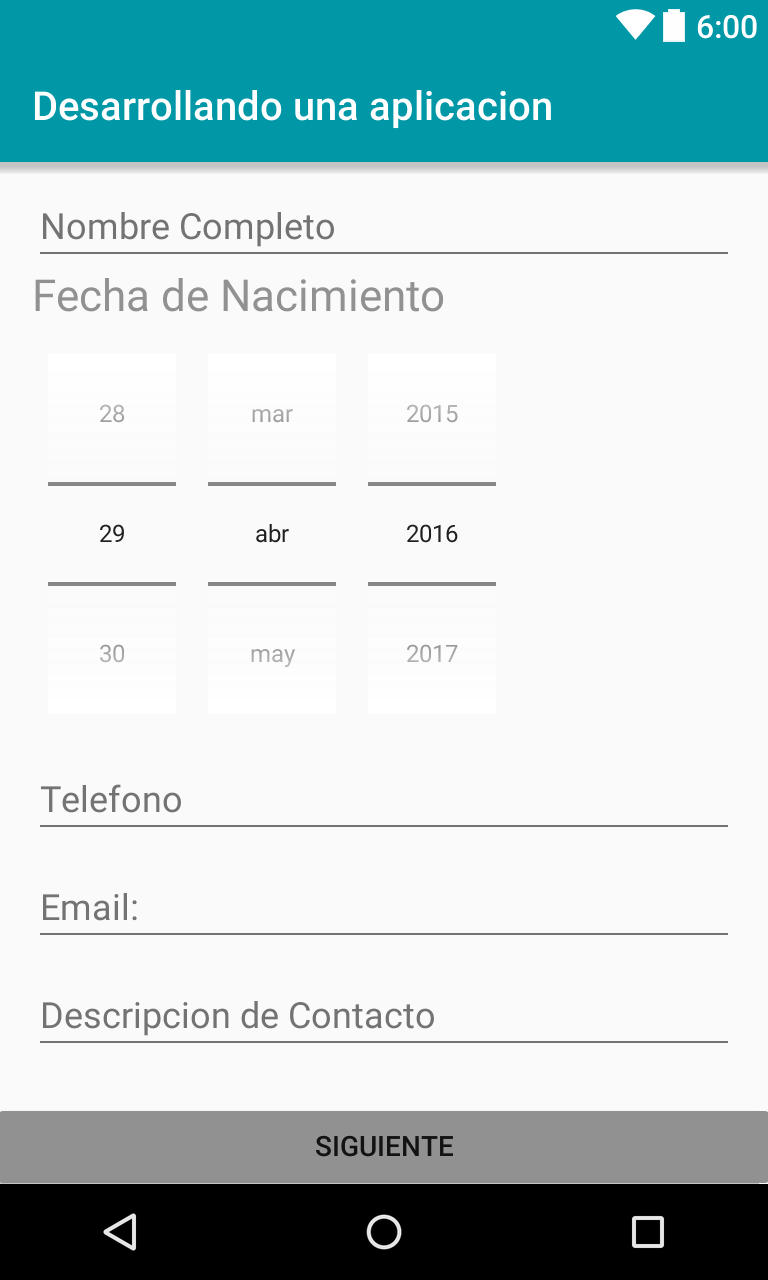 6:00
Desarrollando una aplicacion
Nombre Completo
Fecha de Nacimiento
28 mar 2015
29 abr 2016
30 may 2017
Telefono
Email:
Descripcion de Contacto
SIGUIENTE